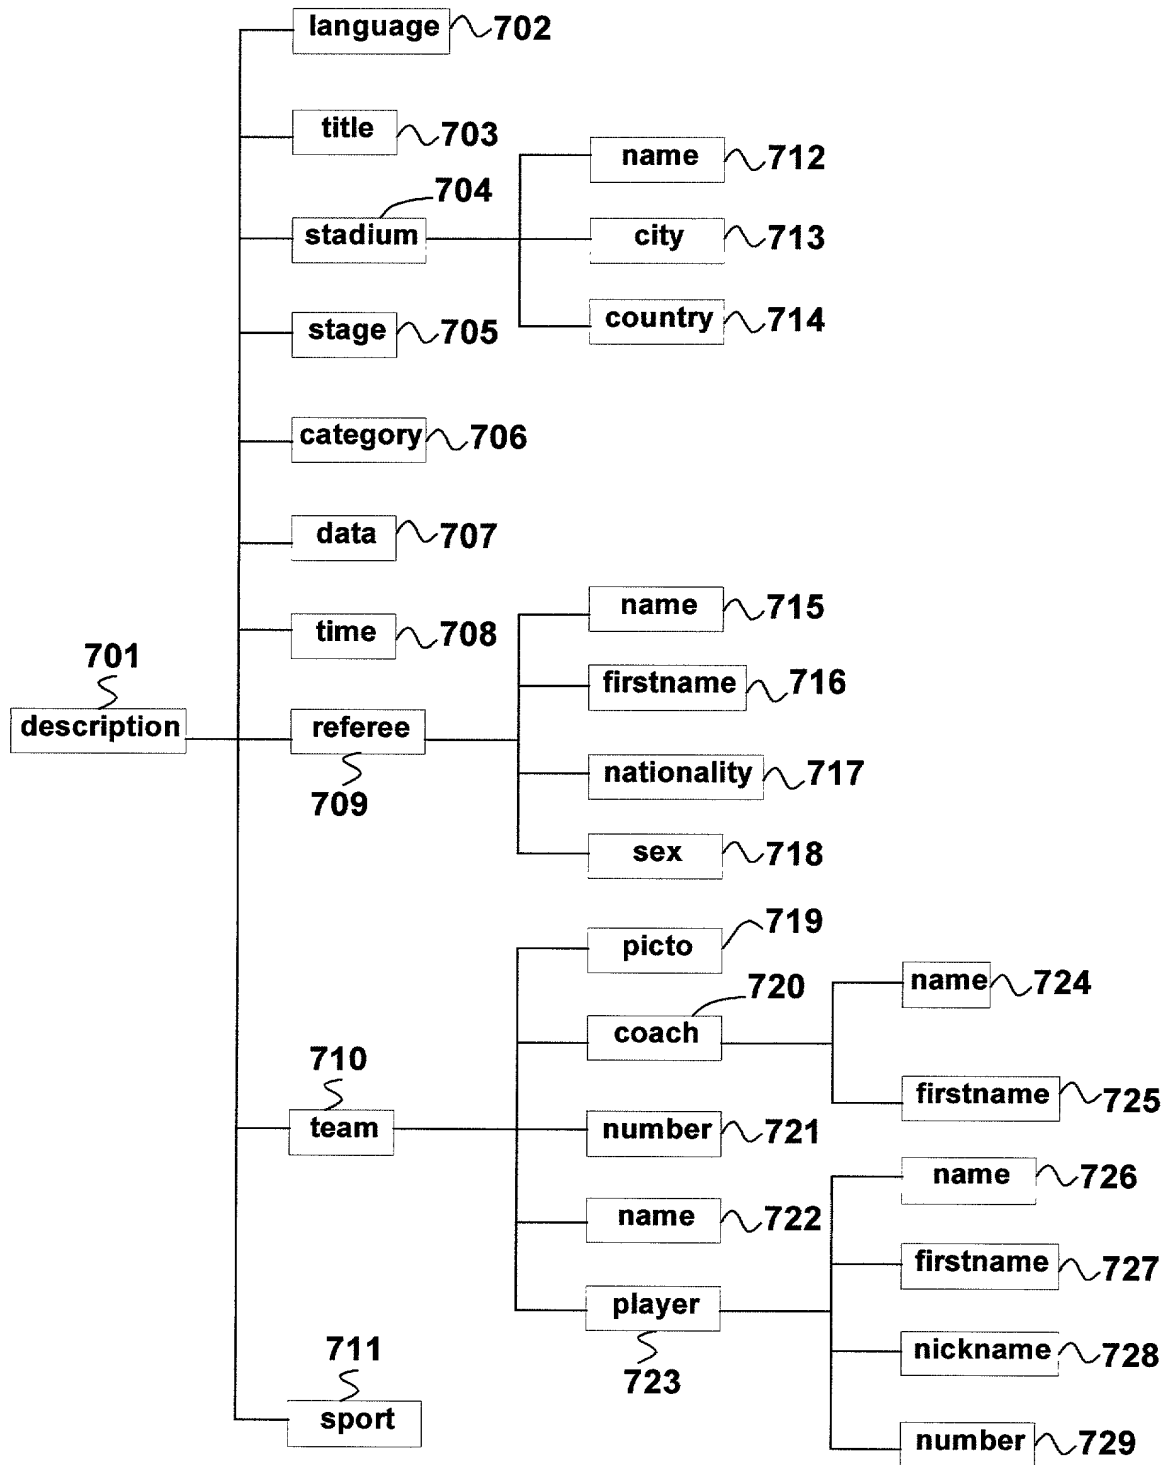 language 702
title 703
name 712
704
stadium
city 713
country 714
stage 705
category 706
data 707
time 708
name 715
701
firstname 716
description
referee
nationality 717
709
sex 718
719
picto
720
name 724
coach
710
firstname 725
team
number 721
name 726
name 722
firstname 727
player
711
nickname 728
723
sport
number 729